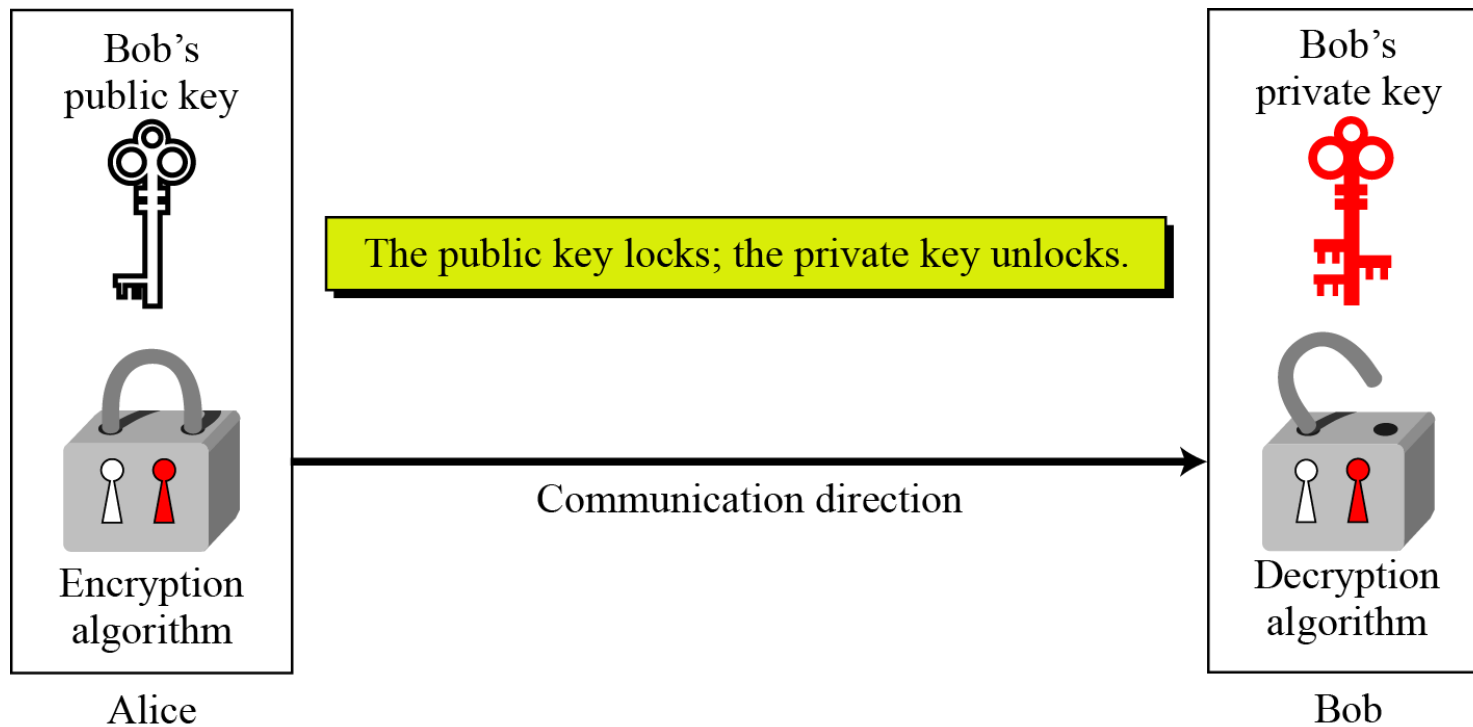 Bob’s
public key
Encryption
algorithm
Alice
The public key locks; the private key unlocks.
Communication direction
Bob’s
private key
Decryption
algorithm
Bob